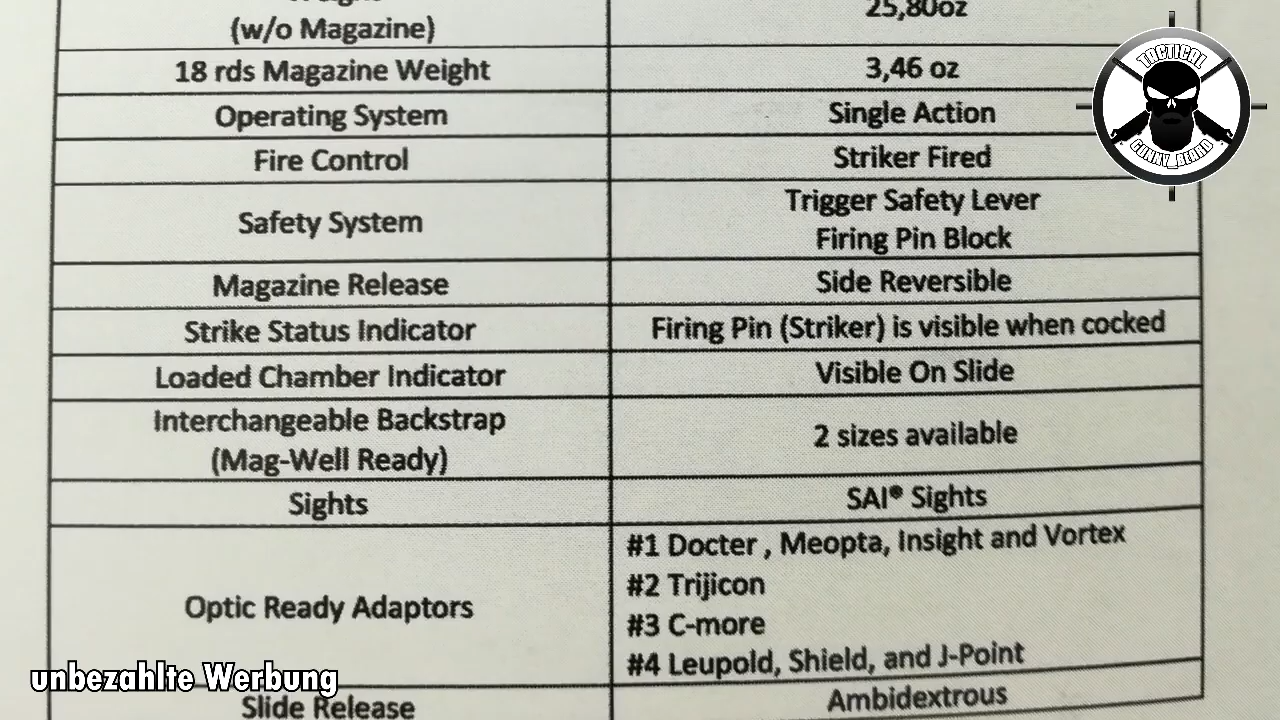 25,80oz
(w/o Magazine)
18 rds Magazine Weight 3,46 oz
Operating System Single Action
Fire Control Striker Fired
Safety System Trigger Safety Lever
Firing Pin Block
Magazine Release Side Reversible
Strike Status Indicator Firing Pin (Striker) is visible when cocked
Loaded Chamber Indicator Visible On Slide
Interchangeable Backstrap
(Mag-Well Ready) 2 sizes available
Sights SAI® Sights
Optic Ready Adaptors #1 Docter , Meopta, Insight and Vortex
#2 Trijicon
#3 C-more
#4 Leupold, Shield, and J-Point
Slide Release Ambidextrous
TACTICAL
CONNY_BEARD
unbezahlte Werbung